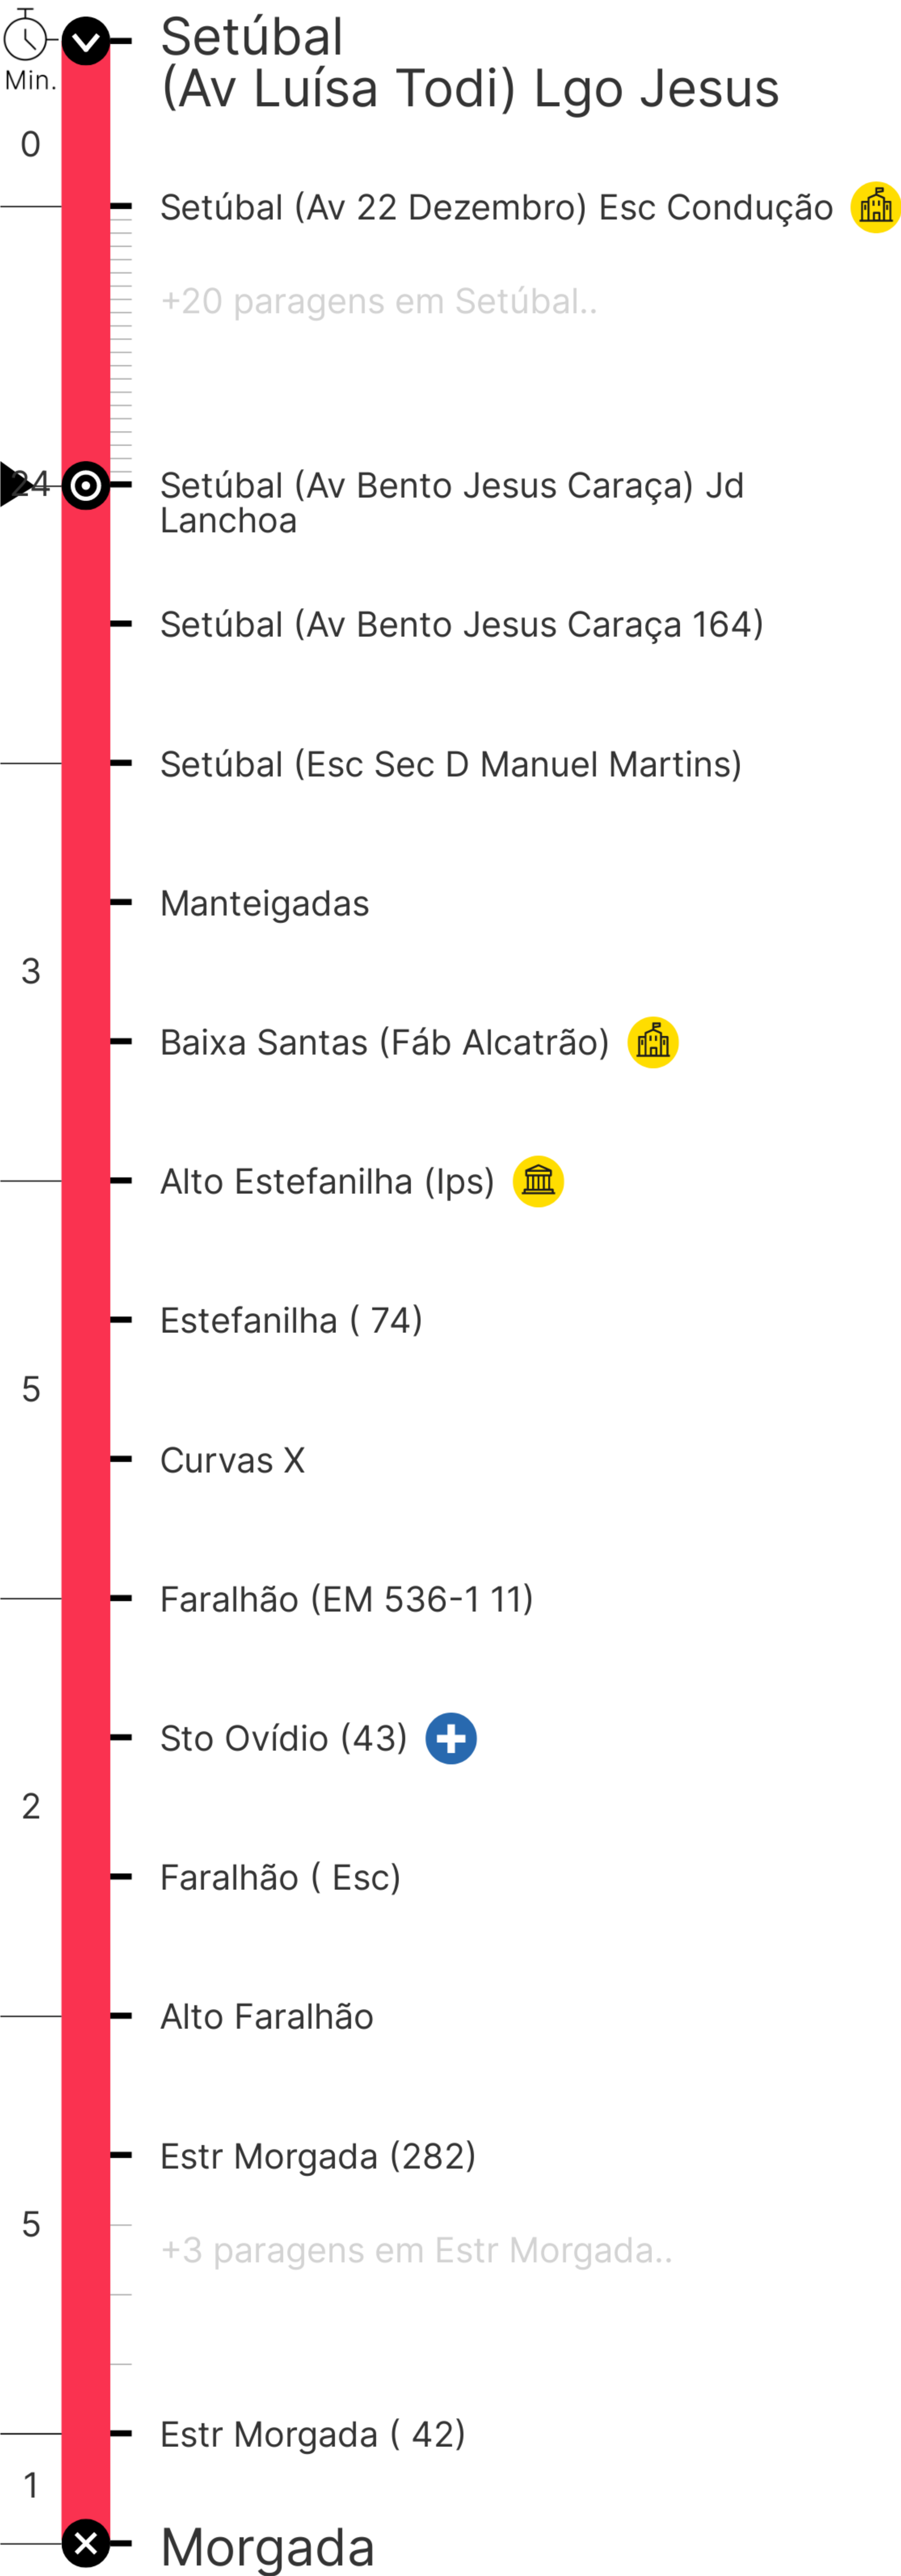 Setúbal
(Av Luísa Todi) Lgo Jesus
Min.
0
Setúbal (Av 22 Dezembro) Esc Condução
+20 paragens em Setúbal..
24
Setúbal (Av Bento Jesus Caraça) Jd
Lanchoa
Setúbal (Av Bento Jesus Caraça 164)
Setúbal (Esc Sec D Manuel Martins)
Manteigadas
3
Baixa Santas (Fáb Alcatrão)
Alto Estefanilha (Ips)
Estefanilha ( 74)
5
Curvas X
Faralhão (EM 536-1 11)
Sto Ovídio (43)
2
Faralhão ( Esc)
Alto Faralhão
Estr Morgada (282)
5
+3 paragens em Estr Morgada..
Estr Morgada ( 42)
1
Morgada